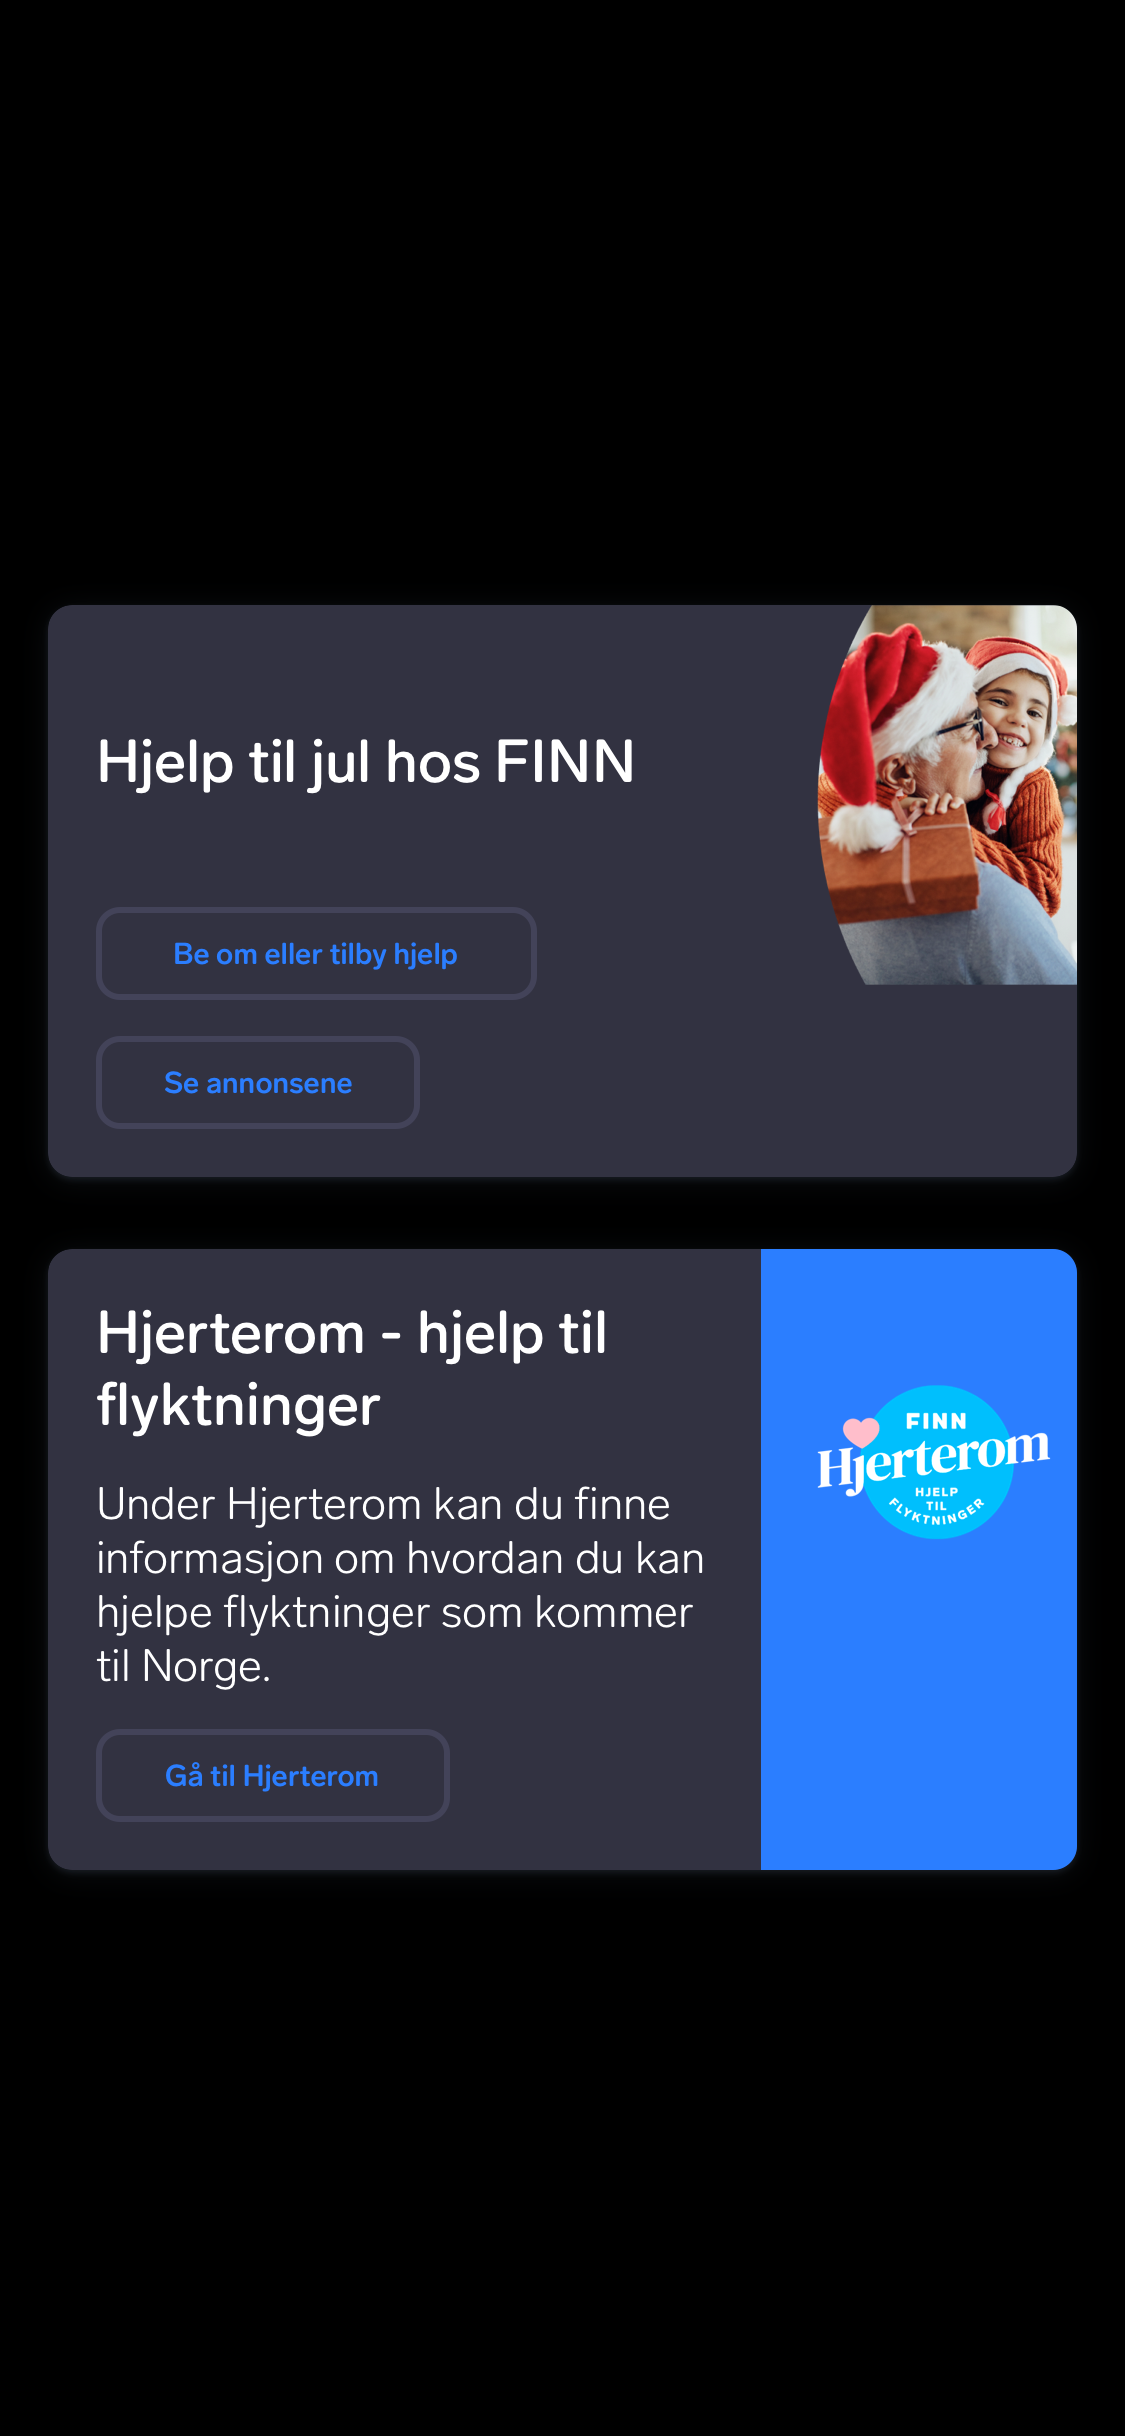 Hjelp til jul hos FINN
Be om eller tilby hjelp
Se annonsene
Hjerterom - hjelp til
flyktninger
Under Hjerterom kan du finne
informasjon om hvordan du kan
hjelpe flyktninger som kommer
til Norge.
Gå til Hjerterom
FINN
Hjerterom
HJELP
TIL
FLYKTNINGER